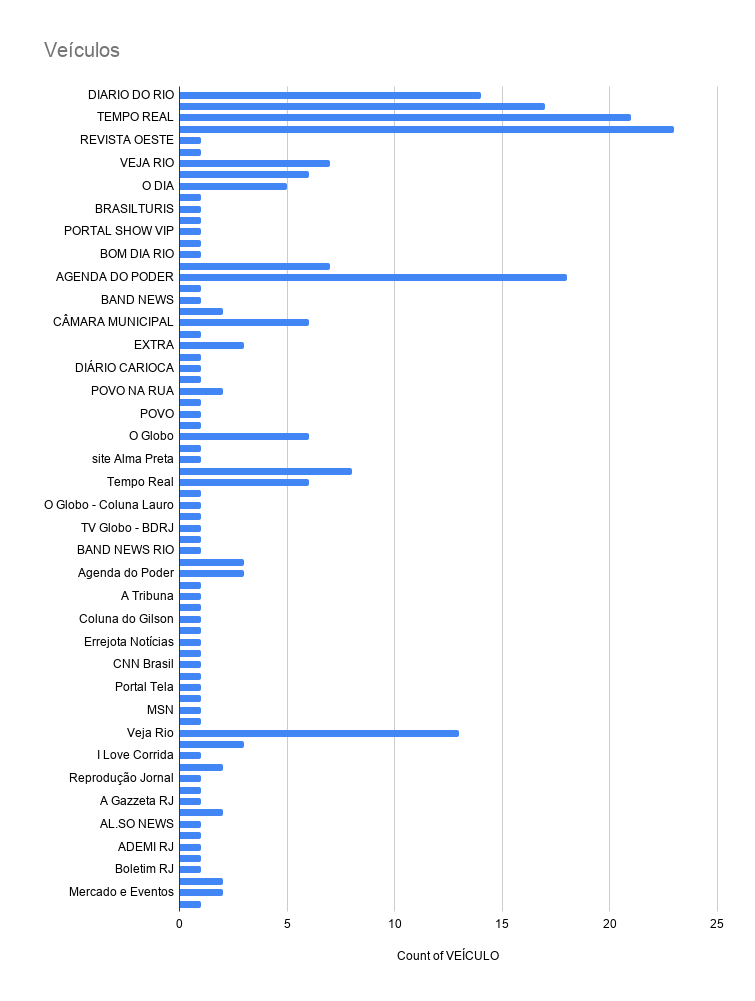 Veículos
DIARIO DO RIO
TEMPO REAL
REVISTA OESTE
VEJA RIO
O DIA
BRASILTURIS
PORTAL SHOW VIP
BOM DIA RIO
AGENDA DO PODER
BAND NEWS
CÂMARA MUNICIPAL
EXTRA
DIÁRIO CARIOCA
POVO NA RUA
POVO
O Globo
site Alma Preta
Tempo Real
O Globo - Coluna Lauro
TV Globo - BDRJ
BAND NEWS RIO
Agenda do Poder
A Tribuna
Coluna do Gilson
Errejota Notícias
CNN Brasil
Portal Tela
MSN
Veja Rio
I Love Corrida
Reprodução Jornal
A Gazzeta RJ
AL.SO NEWS
ADEMI RJ
Boletim RJ
Mercado e Eventos
0 5 10 15 20 25
Count of VEÍCULO